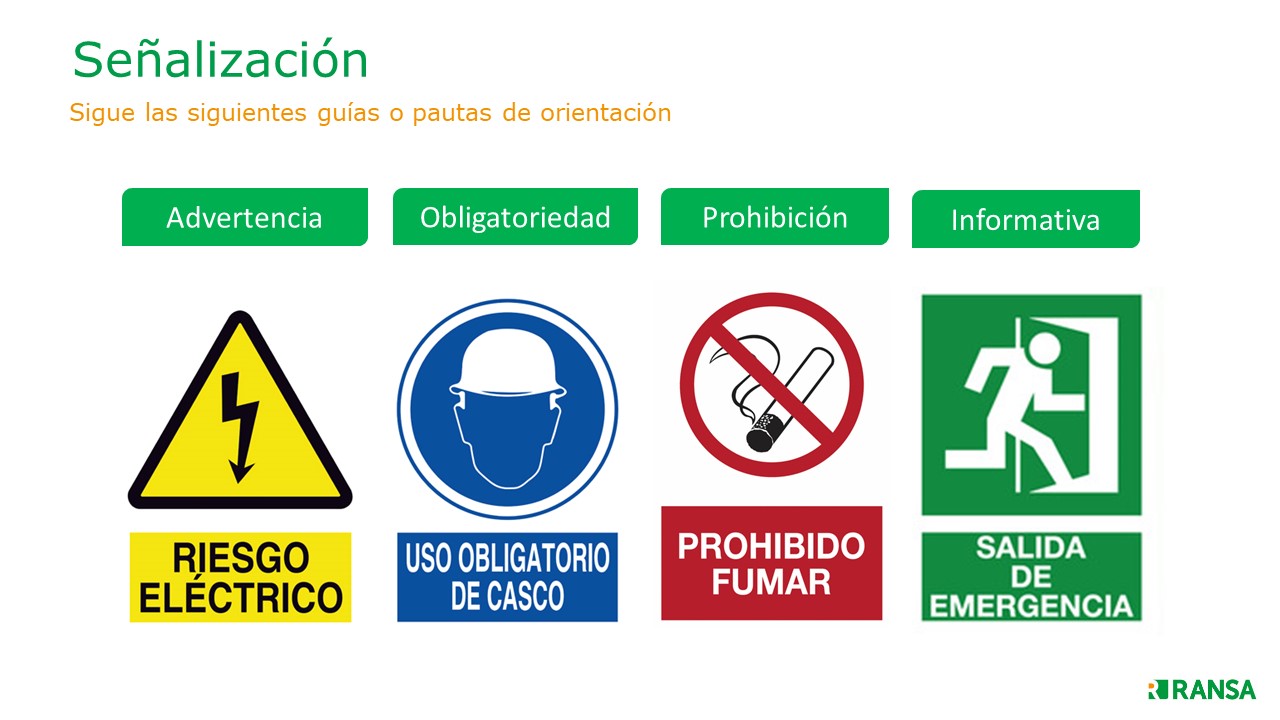 Señalización
Sigue las siguientes guías o pautas de orientación
Advertencia
Obligatoriedad
Prohibición
Informativa
RIESGO
ELÉCTRICO
USO OBLIGATORIO
DE CASCO
PROHIBIDO
FUMAR
SALIDA
DE
EMERGENCIA
RANSA